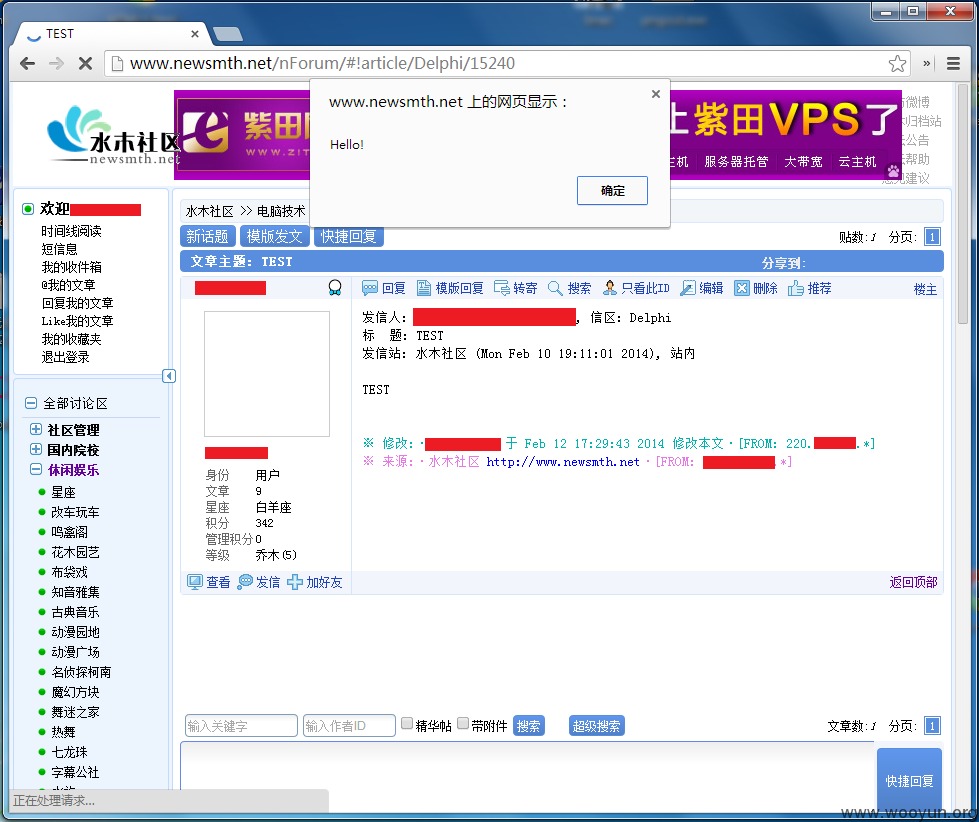 TEST
www.newsmth.net/nForum/#!article/Delphi/15240
www.newsmth.net 上的网页显示：
Hello!
确定
水木社区
newsmth.net
紫田
WWW.ZIT
上紫田VPS了
主机 服务器托管 大带宽 云主机
微博
归档站
公告
帮助
意见建议
欢迎
时间线阅读
短信息
我的收件箱
@我的文章
回复我的文章
Like我的文章
我的收藏夹
退出登录
全部讨论区
社区管理
国内院校
休闲娱乐
星座
改车玩车
鸣螽阁
花木园艺
布袋戏
知音雅集
古典音乐
动漫园地
动漫广场
名侦探柯南
魔幻方块
舞迷之家
热舞
七龙珠
字幕公社
正在处理请求...
水木社区 >> 电脑技术
新话题 模版发文 快捷回复
贴数:1 分页: 1
文章主题: TEST 分享到:
回复 模版回复 转寄 搜索 只看此ID 编辑 删除 推荐 楼主
发信人: , 信区: Delphi
标 题: TEST
发信站: 水木社区 (Mon Feb 10 19:11:01 2014), 站内
TEST
※ 修改:· 于 Feb 12 17:29:43 2014 修改本文·[FROM: 220. .*]
※ 来源:·水木社区 http://www.newsmth.net·[FROM: .*]
身份 用户
文章 9
星座 白羊座
积分 342
管理积分 0
等级 乔木(5)
查看 发信 加好友
返回顶部
输入关键字 输入作者ID 精华帖 带附件 搜索 超级搜索
文章数:1 分页: 1
快捷回复
www.wooyun.org